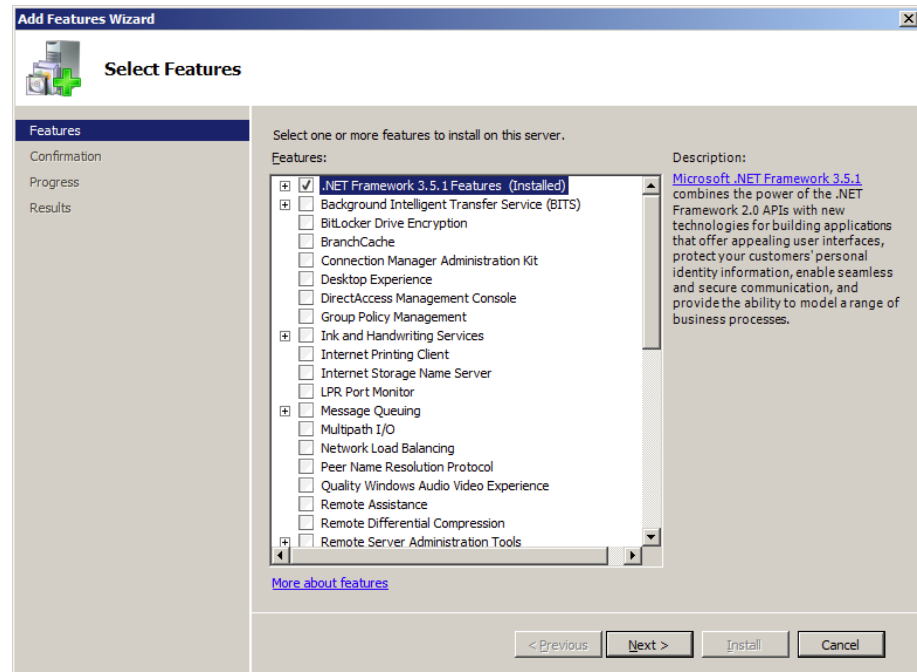 Add Features Wizard
Select Features
Features
Confirmation
Progress
Results
Select one or more features to install on this server.
Features:
.NET Framework 3.5.1 Features (Installed)
Background Intelligent Transfer Service (BITS)
BitLocker Drive Encryption
BranchCache
Connection Manager Administration Kit
Desktop Experience
DirectAccess Management Console
Group Policy Management
Ink and Handwriting Services
Internet Printing Client
Internet Storage Name Server
LPR Port Monitor
Message Queuing
Multipath I/O
Network Load Balancing
Peer Name Resolution Protocol
Quality Windows Audio Video Experience
Remote Assistance
Remote Differential Compression
Remote Server Administration Tools
More about features
Description:
Microsoft .NET Framework 3.5.1
combines the power of the .NET
Framework 2.0 APIs with new
technologies for building applications
that offer appealing user interfaces,
protect your customers' personal
identity information, enable seamless
and secure communication, and
provide the ability to model a range of
business processes.
< Previous
Next >
Install
Cancel